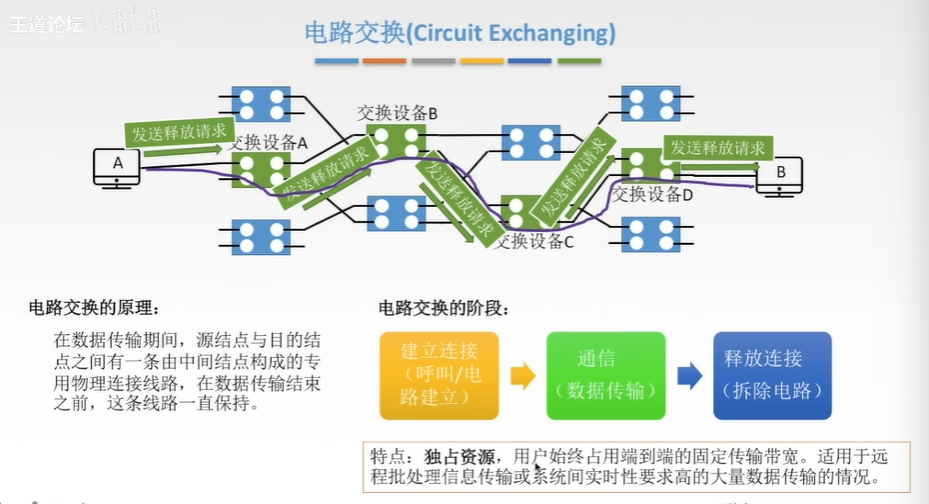 王道论坛
电路交换(Circuit Exchanging)
交换设备B
发送释放请求
交换设备A
发送释放请求
发送释放请求
A
发送释放请求
发送释放请求
B
交换设备D
交换设备C
电路交换的原理：
在数据传输期间，源结点与目的结
点之间有一条由中间结点构成的专
用物理连接线路，在数据传输结束
之前，这条线路一直保持。
电路交换的阶段：
建立连接
（呼叫/电
路建立）
通信
（数据传输）
释放连接
（拆除电路）
特点：独占资源，用户始终占用端到端的固定传输带宽。适用于远
程批处理信息传输或系统间实时性要求高的大量数据传输的情况。